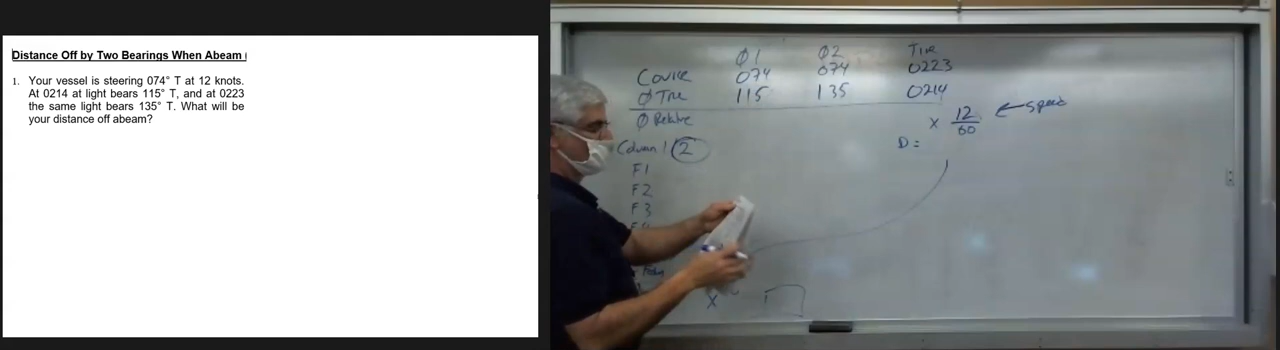 Distance Off by Two Bearings When Abeam
1. Your vessel is steering 074° T at 12 knots.
At 0214 at light bears 115° T, and at 0223
the same light bears 135° T. What will be
your distance off abeam?
Ø1 Ø2 Time
Course 074 074 0223
Ø True 115 135 0214
Ø Relative
x 12/60 ← Speed
Column 1 2
D =
F1
F2
F3
X